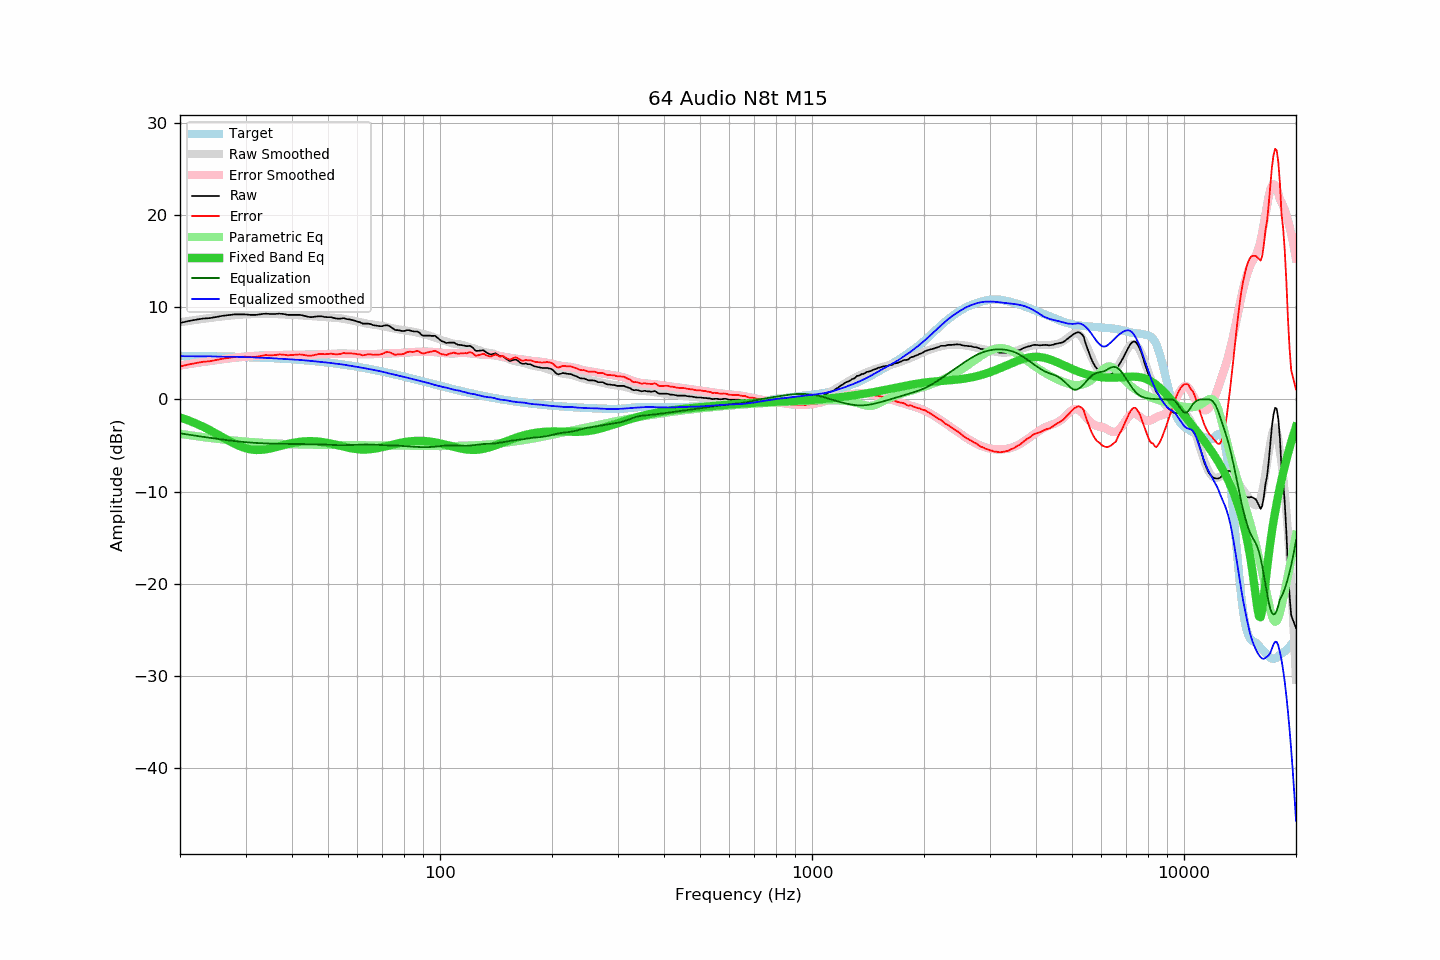 64 Audio N8t M15
30
20
10
0
−10
−20
−30
−40
Amplitude (dBr)
Target
Raw Smoothed
Error Smoothed
Raw
Error
Parametric Eq
Fixed Band Eq
Equalization
Equalized smoothed
100
1000
10000
Frequency (Hz)